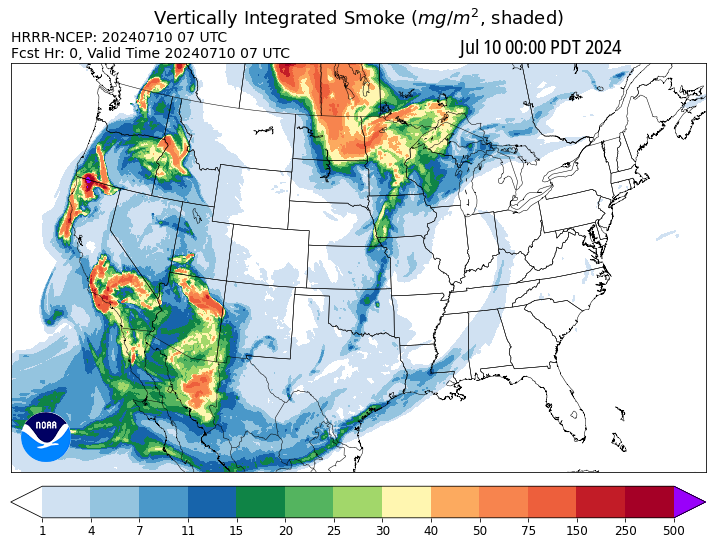 Vertically Integrated Smoke (mg/m², shaded)
HRRR-NCEP: 20240710 07 UTC
Fcst Hr: 0, Valid Time 20240710 07 UTC
Jul 10 00:00 PDT 2024
NOAA
1 4 7 11 15 20 25 30 40 50 75 150 250 500